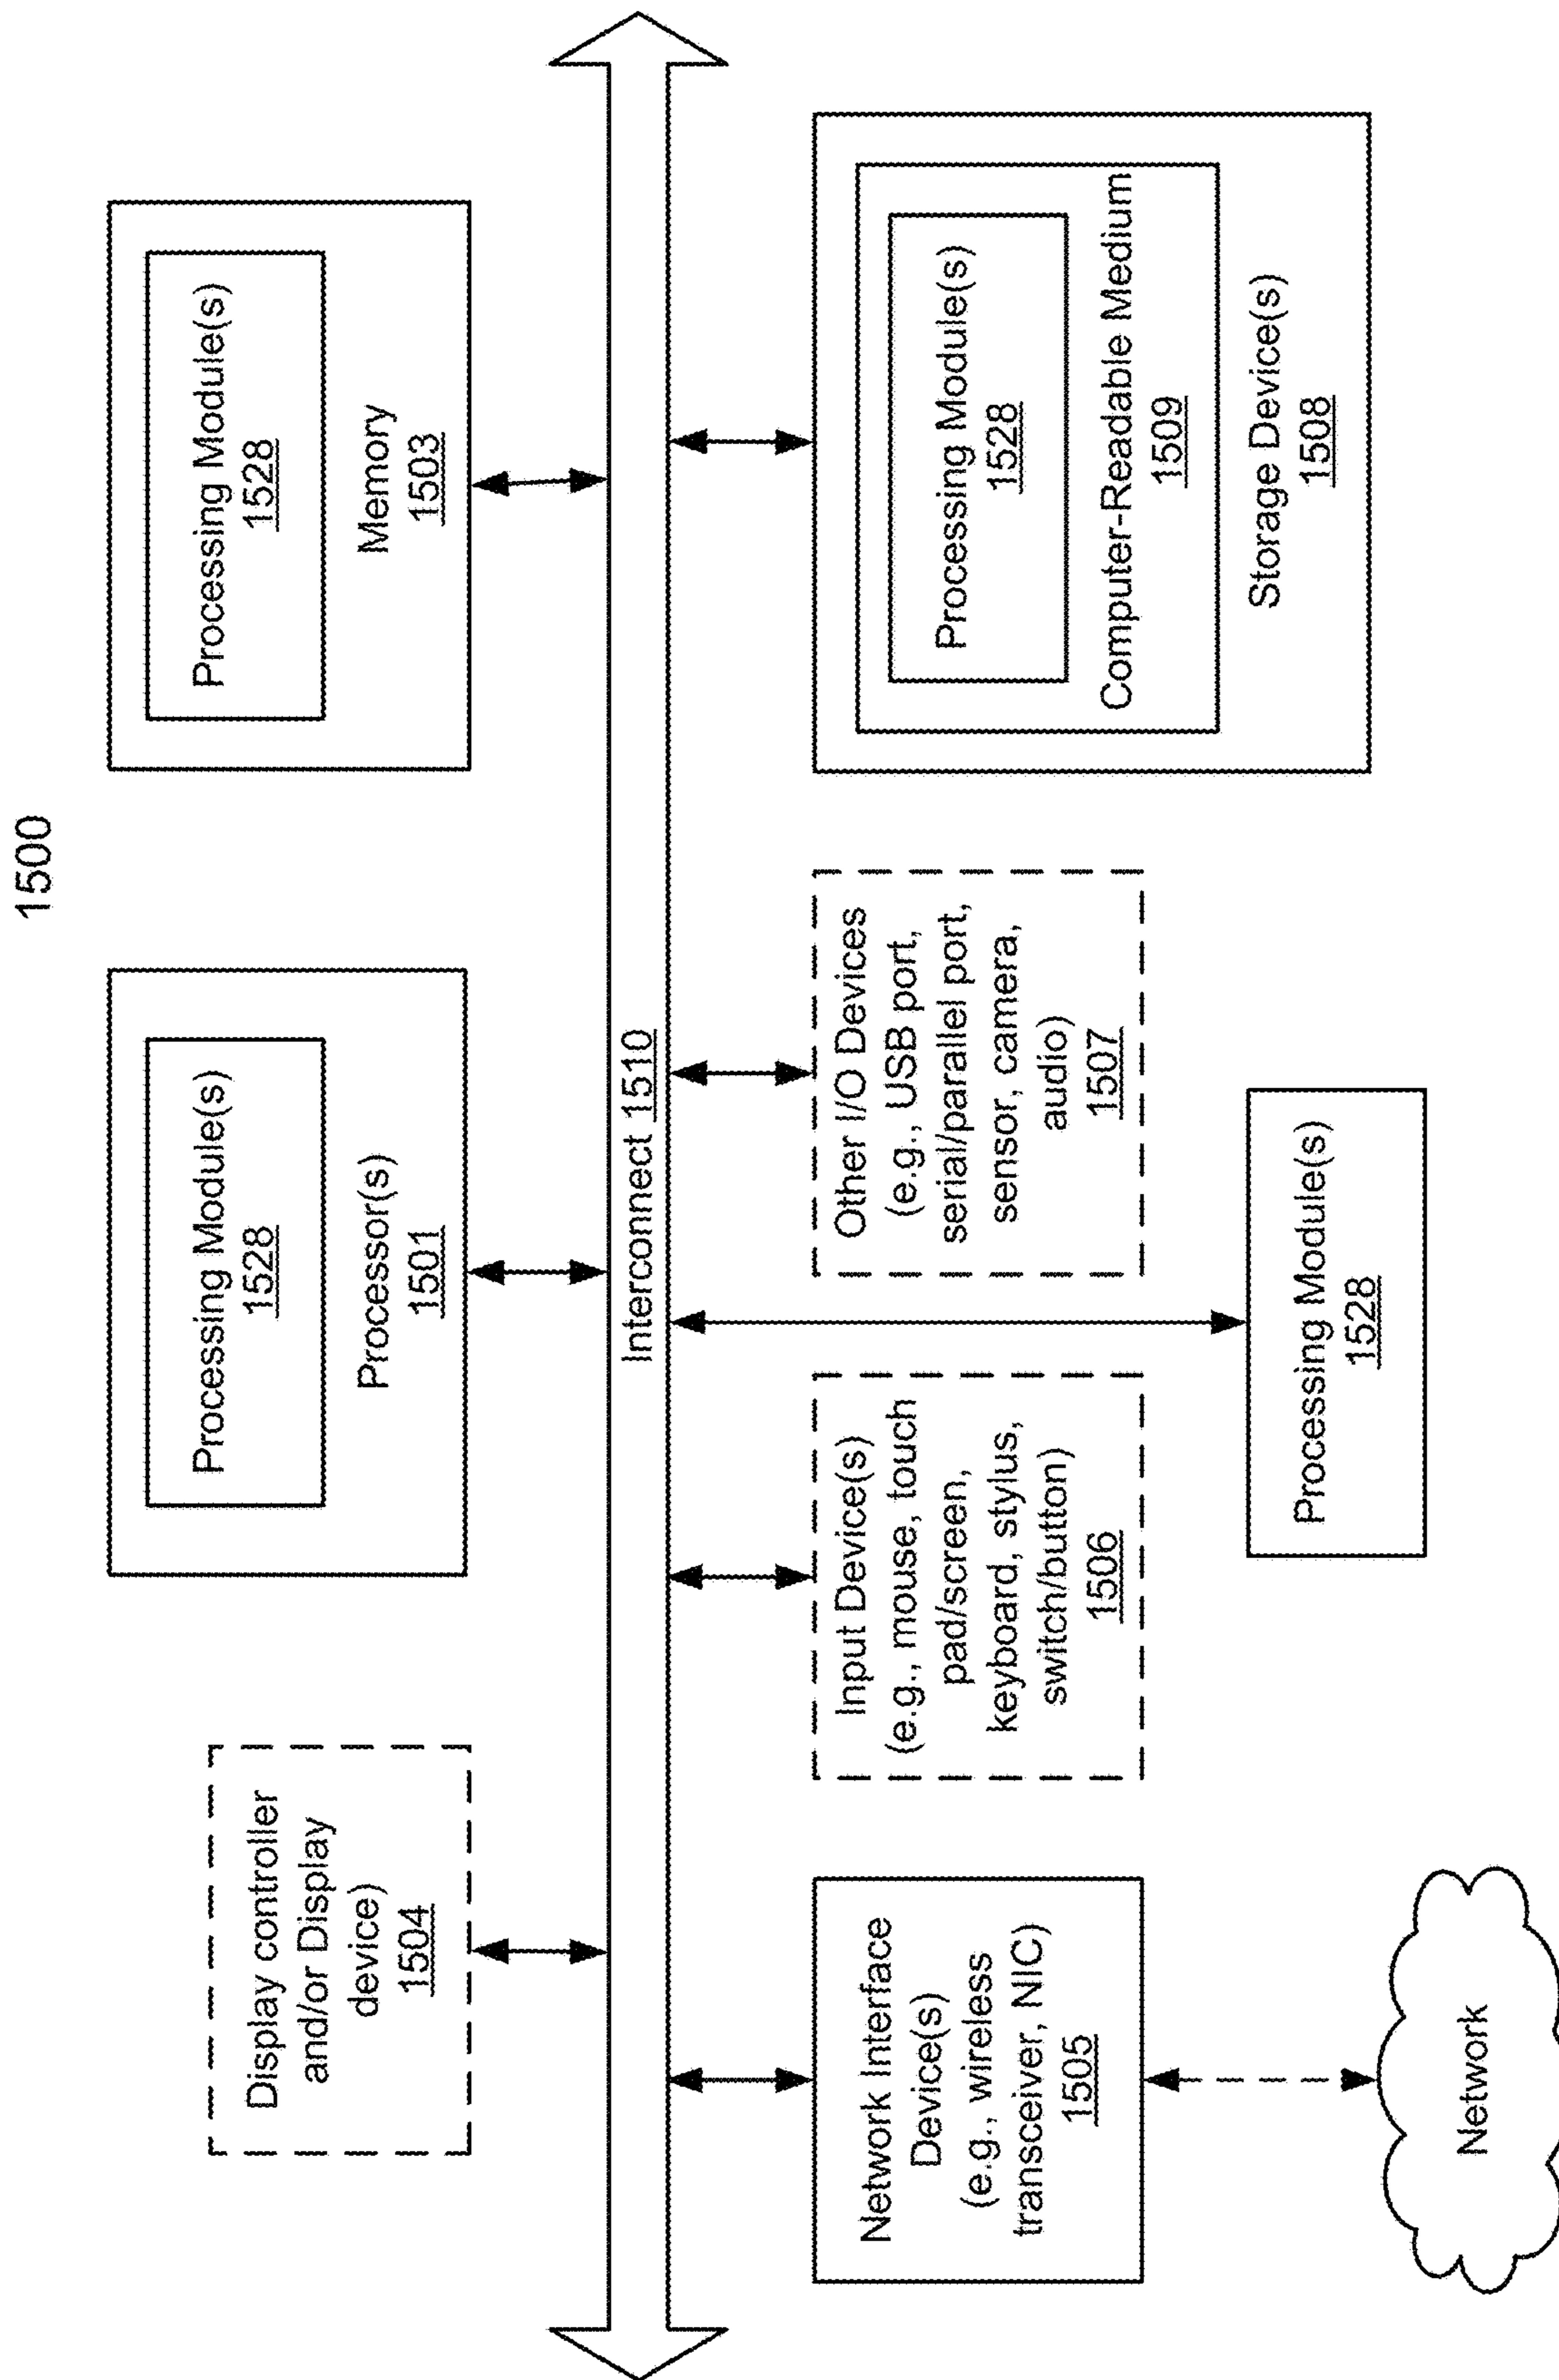 1500
Processing Module(s)
1528
Memory
1503
Processing Module(s)
1528
Processor(s)
1501
Display controller
and/or Display
device)
1504
Interconnect 1510
Network Interface
Device(s)
(e.g., wireless
transceiver, NIC)
1505
Input Device(s)
(e.g., mouse, touch
pad/screen,
keyboard, stylus,
switch/button)
1506
Other I/O Devices
(e.g., USB port,
serial/parallel port,
sensor, camera,
audio)
1507
Processing Module(s)
1528
Computer-Readable Medium
1509
Storage Device(s)
1508
Processing Module(s)
1528
Network